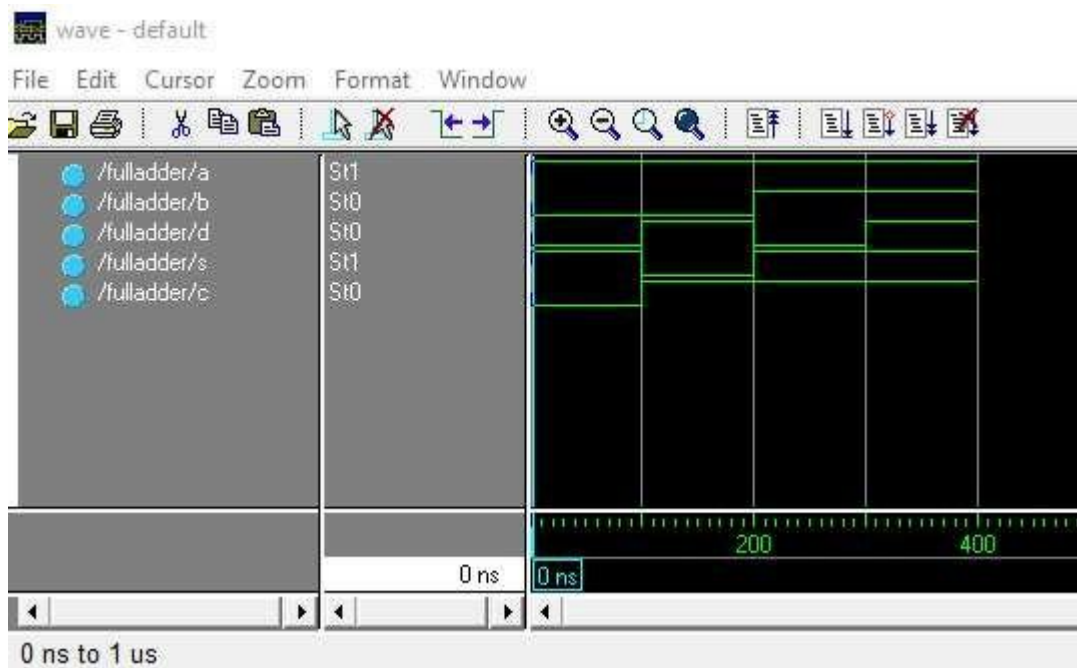 wave - default
File Edit Cursor Zoom Format Window
/fulladder/a St1
/fulladder/b St0
/fulladder/d St0
/fulladder/s St1
/fulladder/c St0
200 400
0 ns 0 ns
0 ns to 1 us